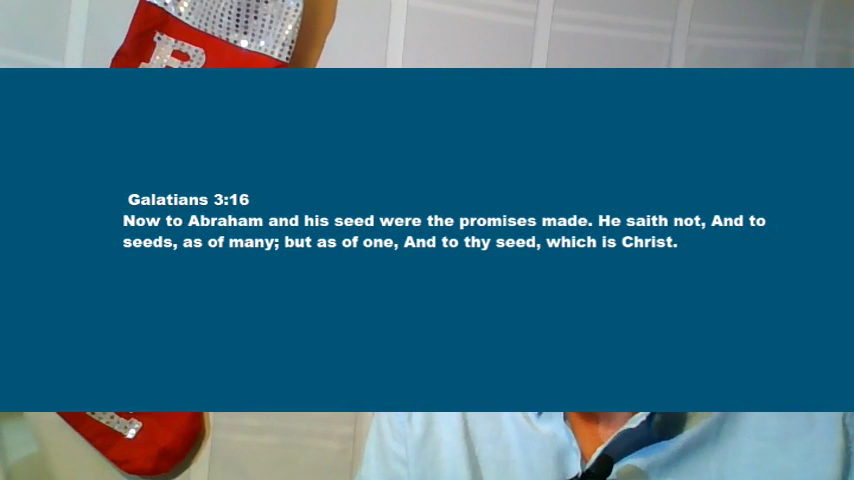 B
Galatians 3:16
Now to Abraham and his seed were the promises made. He saith not, And to
seeds, as of many; but as of one, And to thy seed, which is Christ.